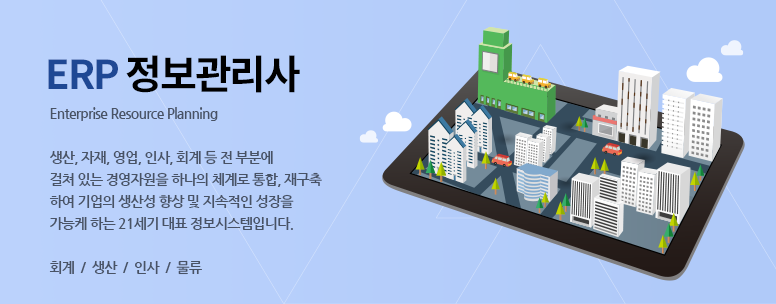 ERP 정보관리사
Enterprise Resource Planning
생산, 자재, 영업, 인사, 회계 등 전 부분에
걸쳐 있는 경영자원을 하나의 체계로 통합, 재구축
하여 기업의 생산성 향상 및 지속적인 성장을
가능케 하는 21세기 대표 정보시스템입니다.
회계 / 생산 / 인사 / 물류